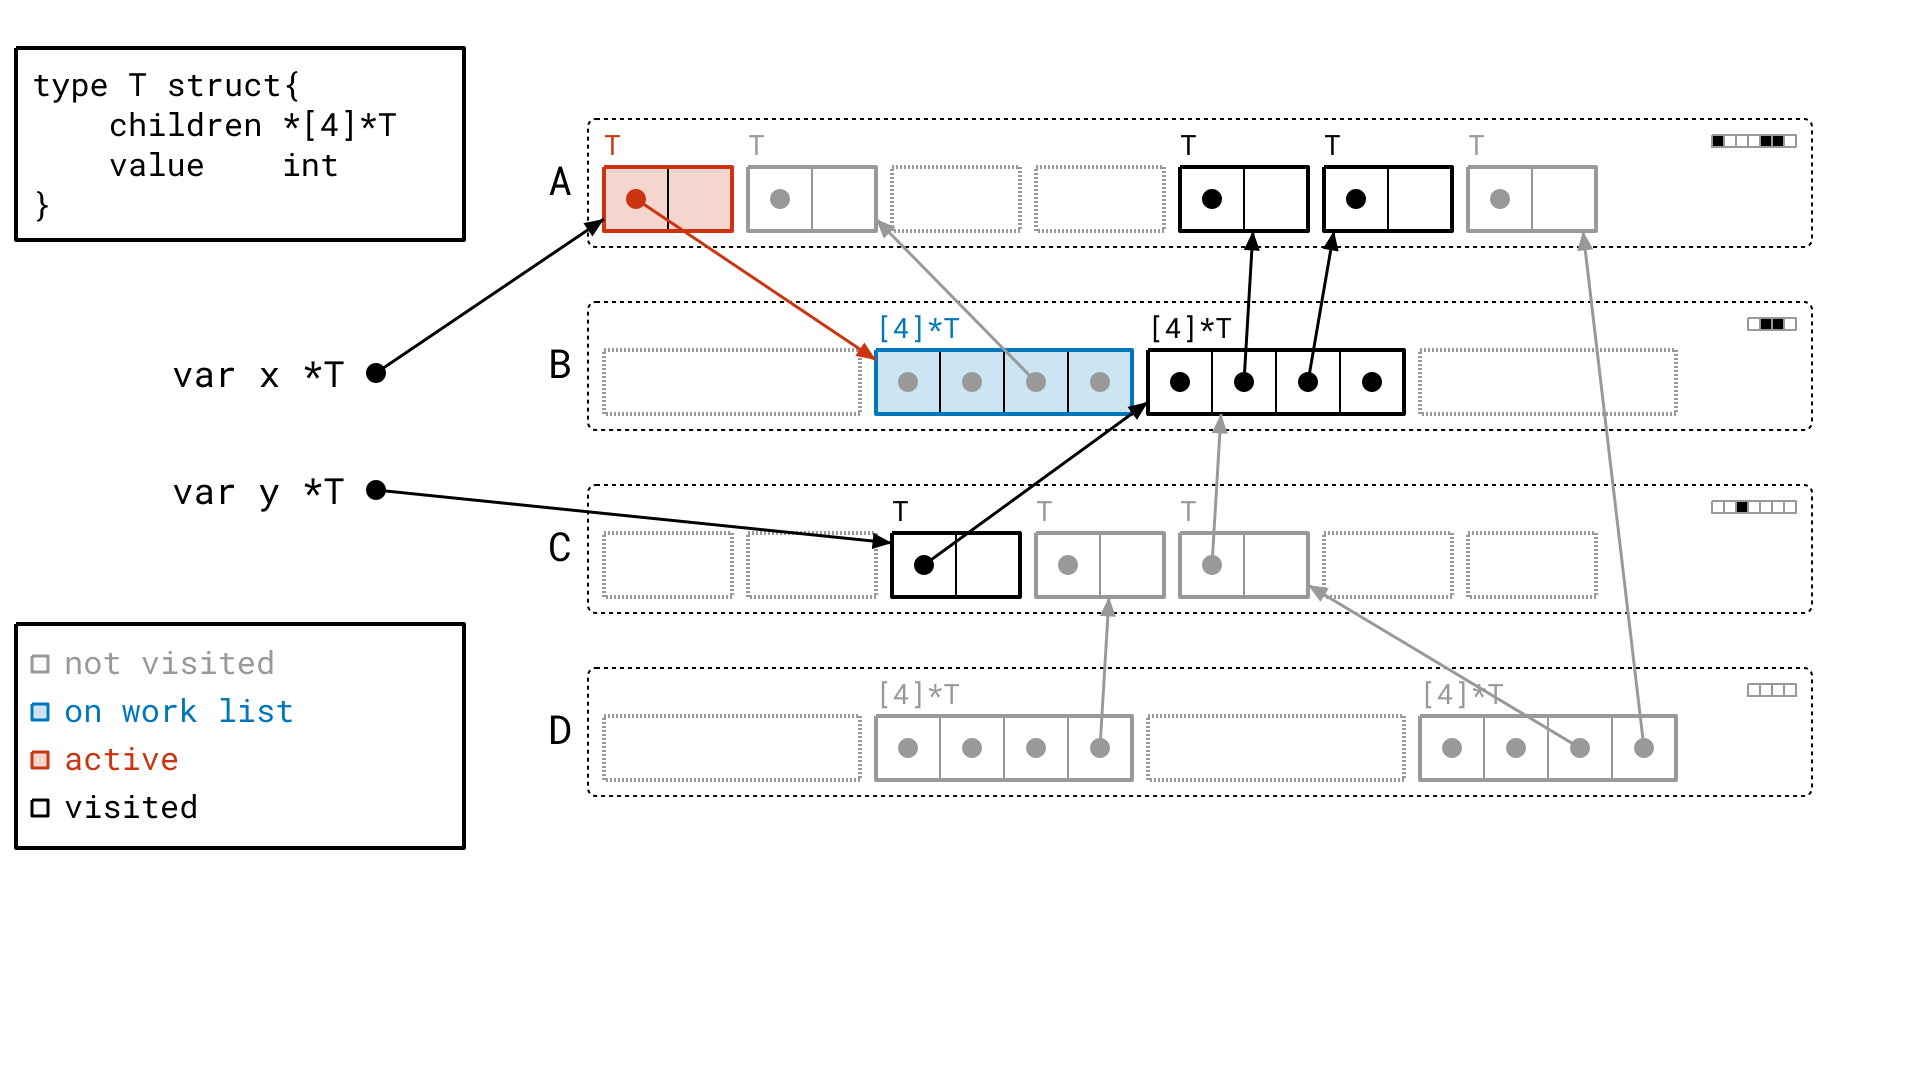 type T struct{
    children *[4]*T
    value    int
}
var x *T
var y *T
not visited
on work list
active
visited
A
T T T T T
B
[4]*T [4]*T
C
T T T
D
[4]*T [4]*T